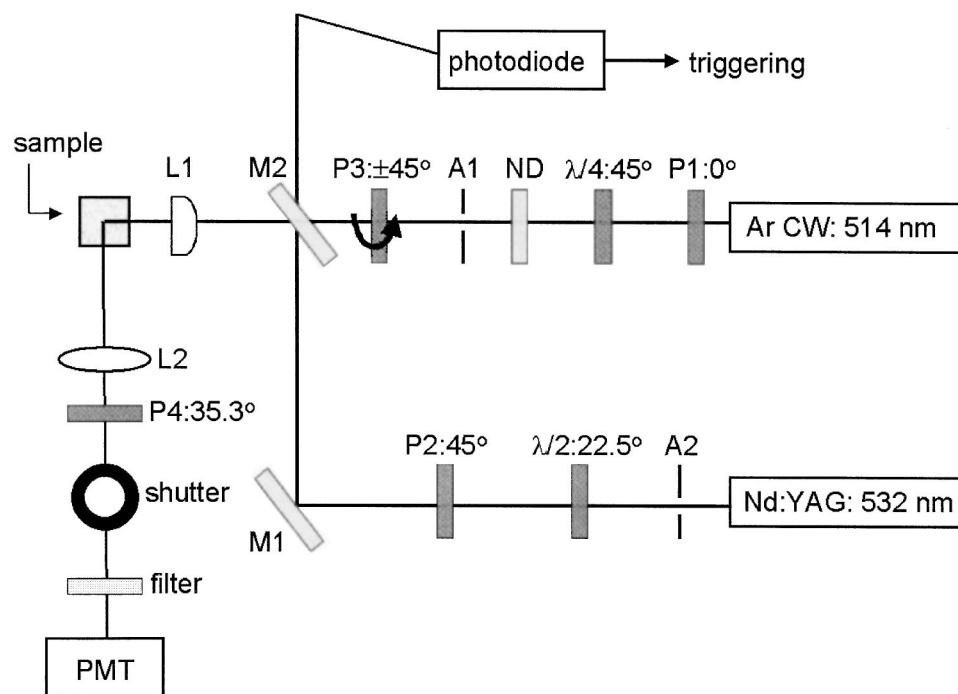 photodiode
triggering
sample
L1
M2
P3:±45°
A1
ND
λ/4:45°
P1:0°
Ar CW: 514 nm
L2
P4:35.3°
P2:45°
λ/2:22.5°
A2
shutter
M1
Nd:YAG: 532 nm
filter
PMT